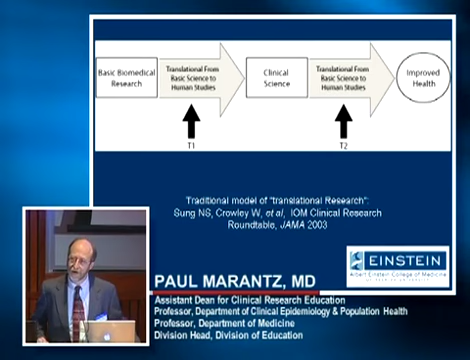 Basic Biomedical
Research
Translational From
Basic Science to
Human Studies
Clinical
Science
Translational From
Basic Science to
Human Studies
Improved
Health
T1
T2
Traditional model of "translational Research":
Sung NS, Crowley W, et al, IOM Clinical Research
Roundtable, JAMA 2003
EINSTEIN
Albert Einstein College of Medicine
PAUL MARANTZ, MD
Assistant Dean for Clinical Research Education
Professor, Department of Clinical Epidemiology & Population Health
Professor, Department of Medicine
Division Head, Division of Education